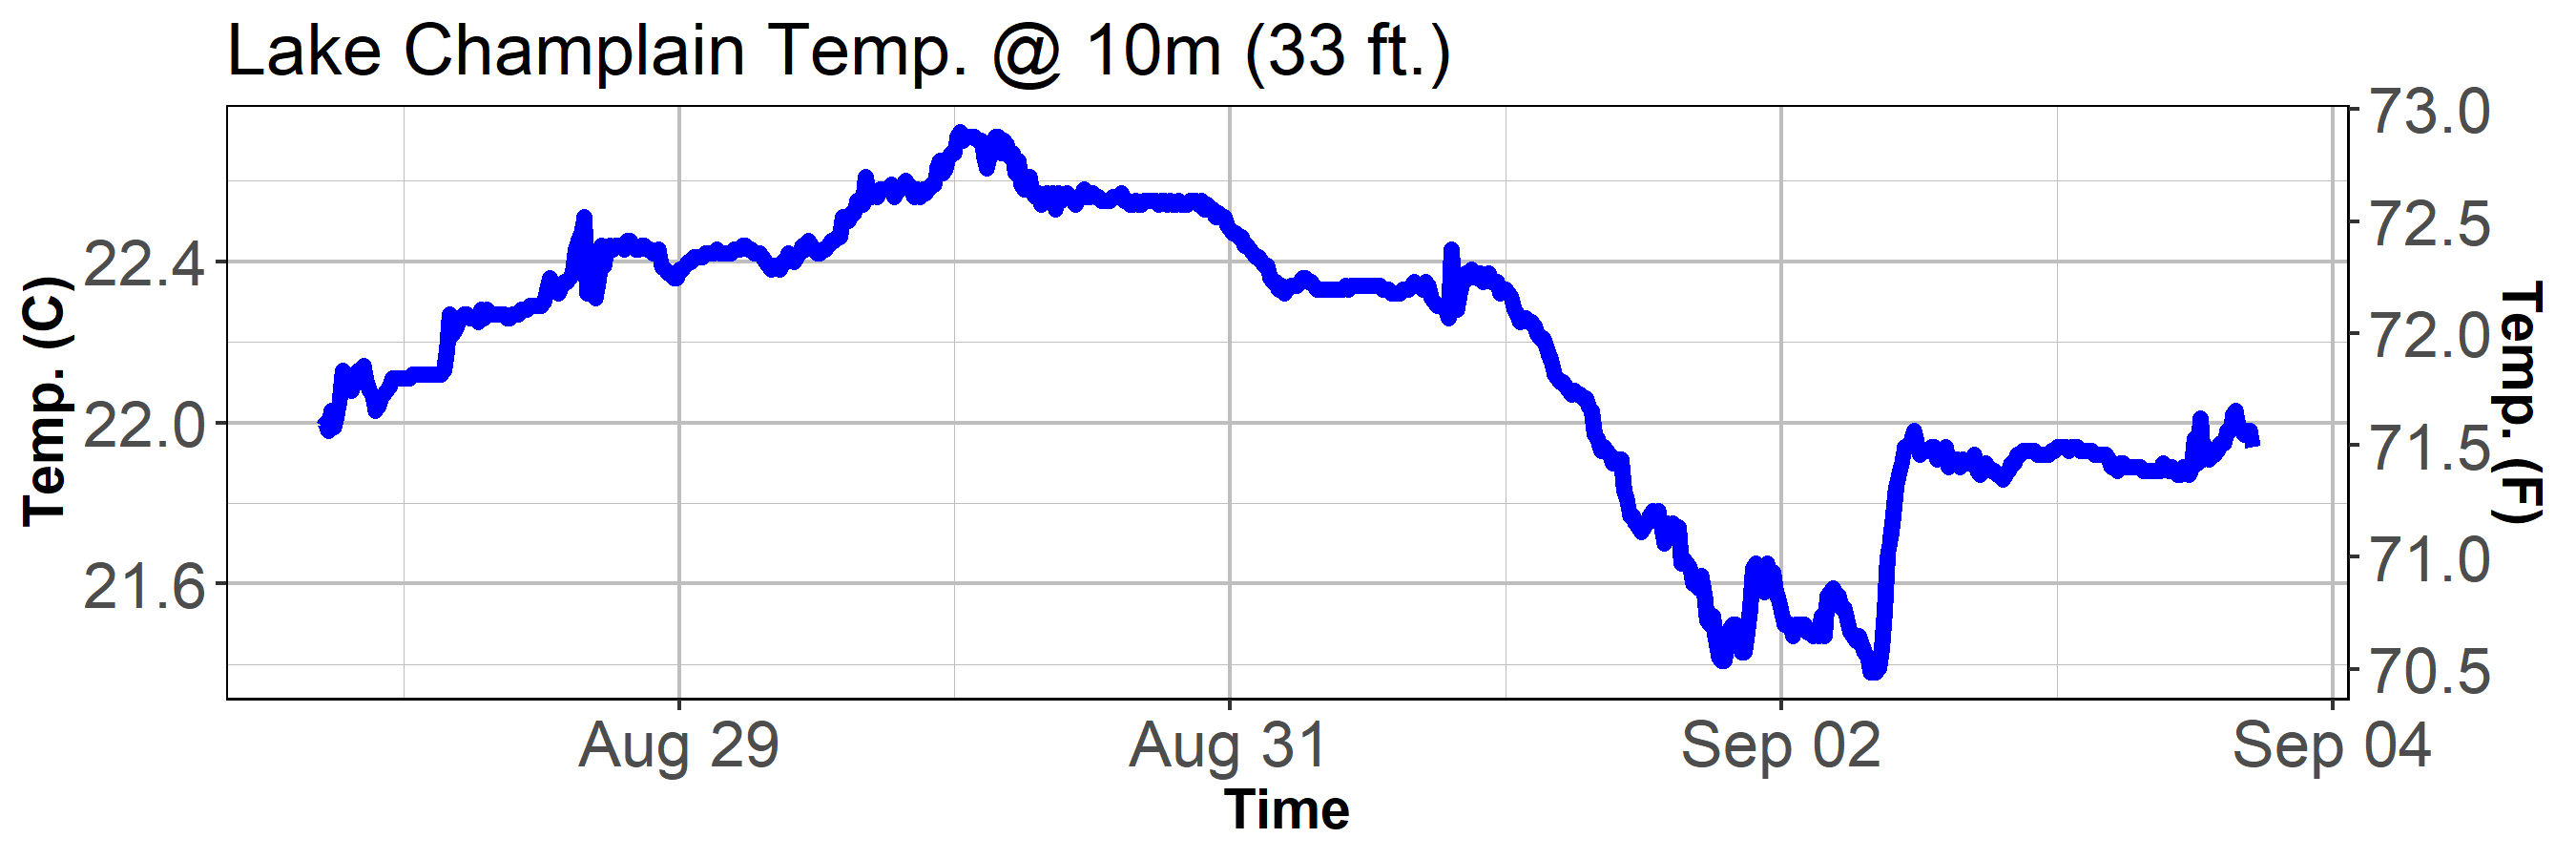 Lake Champlain Temp. @ 10m (33 ft.)
Temp. (C)
22.4
22.0
21.6
73.0
72.5
72.0
71.5
71.0
70.5
Temp. (F)
Aug 29
Aug 31
Sep 02
Sep 04
Time